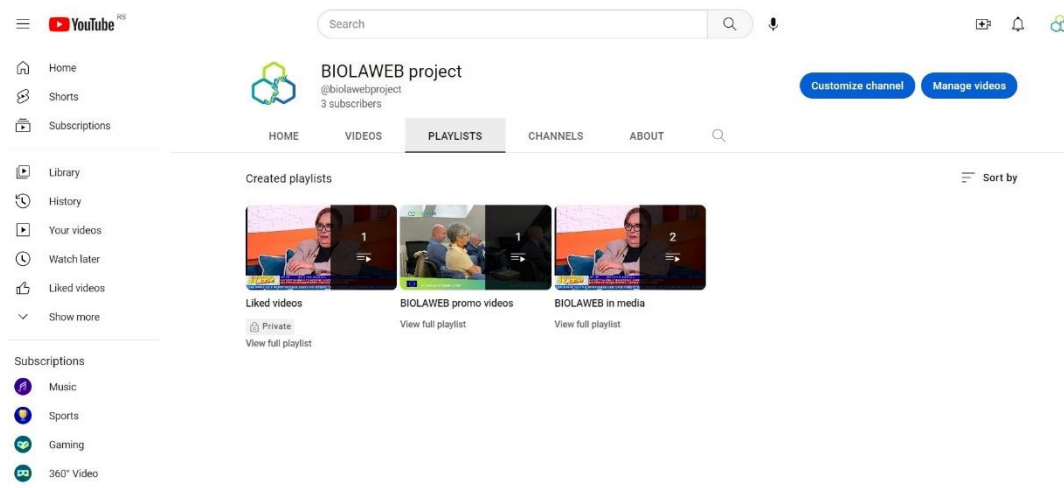 YouTube RS
Search
Home
Shorts
Subscriptions
Library
History
Your videos
Watch later
Liked videos
Show more
Subscriptions
Music
Sports
Gaming
360° Video
BIOLAWEB project
@biolawebproject
3 subscribers
Customize channel
Manage videos
HOME VIDEOS PLAYLISTS CHANNELS ABOUT
Created playlists
Sort by
1
Liked videos
Private
View full playlist
1
BIOLAWEB promo videos
View full playlist
2
BIOLAWEB in media
View full playlist